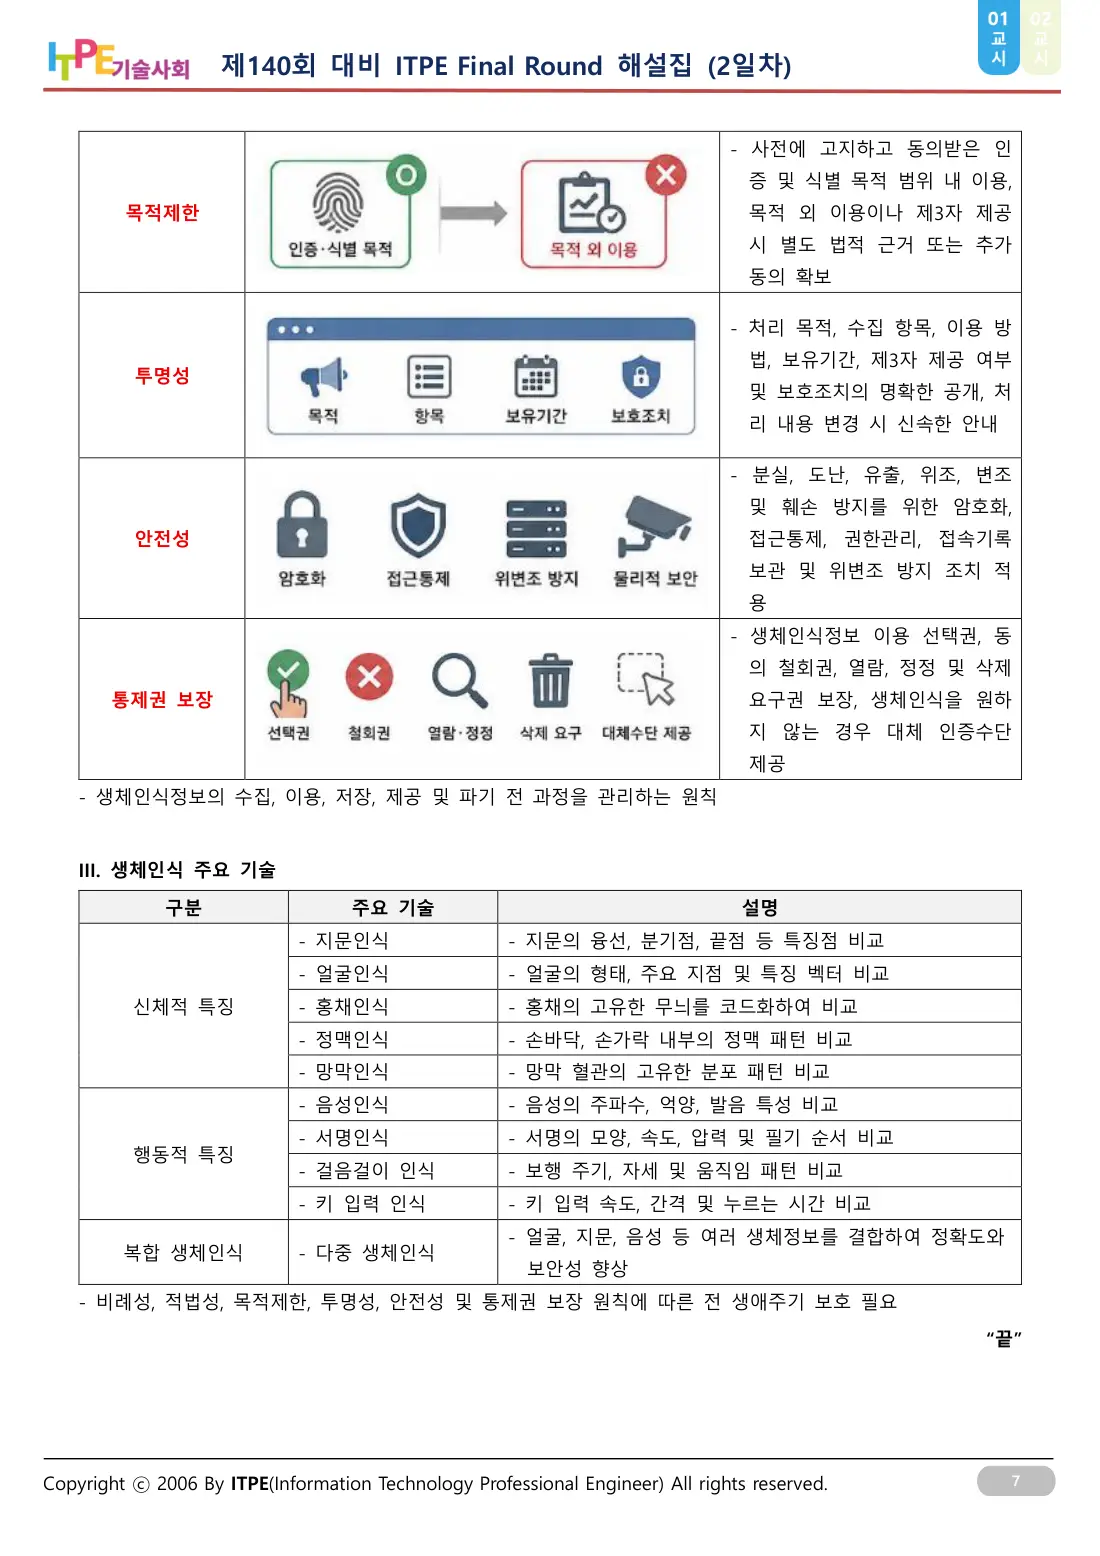 ITPE기술사회 제140회 대비 ITPE Final Round 해설집 (2일차)
01
교
시
02
교
시
목적제한
인증·식별 목적
목적 외 이용
- 사전에 고지하고 동의받은 인
증 및 식별 목적 범위 내 이용,
목적 외 이용이나 제3자 제공
시 별도 법적 근거 또는 추가
동의 확보
투명성
목적 항목 보유기간 보호조치
- 처리 목적, 수집 항목, 이용 방
법, 보유기간, 제3자 제공 여부
및 보호조치의 명확한 공개, 처
리 내용 변경 시 신속한 안내
안전성
암호화 접근통제 위변조 방지 물리적 보안
- 분실, 도난, 유출, 위조, 변조
및 훼손 방지를 위한 암호화,
접근통제, 권한관리, 접속기록
보관 및 위변조 방지 조치 적
용
통제권 보장
선택권 철회권 열람·정정 삭제 요구 대체수단 제공
- 생체인식정보 이용 선택권, 동
의 철회권, 열람, 정정 및 삭제
요구권 보장, 생체인식을 원하
지 않는 경우 대체 인증수단
제공
- 생체인식정보의 수집, 이용, 저장, 제공 및 파기 전 과정을 관리하는 원칙
III. 생체인식 주요 기술
구분 주요 기술 설명
신체적 특징
- 지문인식 - 지문의 융선, 분기점, 끝점 등 특징점 비교
- 얼굴인식 - 얼굴의 형태, 주요 지점 및 특징 벡터 비교
- 홍채인식 - 홍채의 고유한 무늬를 코드화하여 비교
- 정맥인식 - 손바닥, 손가락 내부의 정맥 패턴 비교
- 망막인식 - 망막 혈관의 고유한 분포 패턴 비교
행동적 특징
- 음성인식 - 음성의 주파수, 억양, 발음 특성 비교
- 서명인식 - 서명의 모양, 속도, 압력 및 필기 순서 비교
- 걸음걸이 인식 - 보행 주기, 자세 및 움직임 패턴 비교
- 키 입력 인식 - 키 입력 속도, 간격 및 누르는 시간 비교
복합 생체인식 - 다중 생체인식
- 얼굴, 지문, 음성 등 여러 생체정보를 결합하여 정확도와
보안성 향상
- 비례성, 적법성, 목적제한, 투명성, 안전성 및 통제권 보장 원칙에 따른 전 생애주기 보호 필요
“끝”
Copyright ⓒ 2006 By ITPE(Information Technology Professional Engineer) All rights reserved.
7